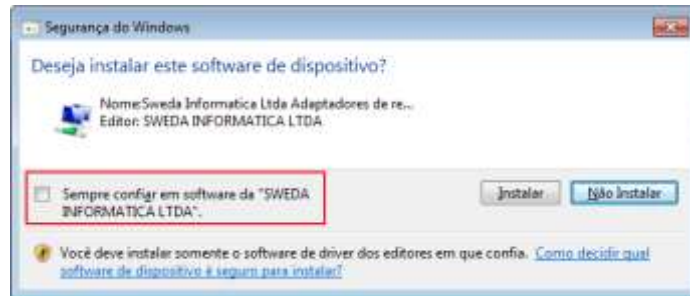 Segurança do Windows
Deseja instalar este software de dispositivo?
Nome:Sweda Informatica Ltda Adaptadores de re...
Editor: SWEDA INFORMATICA LTDA
Sempre confiar em software da "SWEDA
INFORMATICA LTDA".
Instalar
Não Instalar
Você deve instalar somente o software de driver dos editores em que confia. Como decidir qual
software de dispositivo é seguro para instalar?